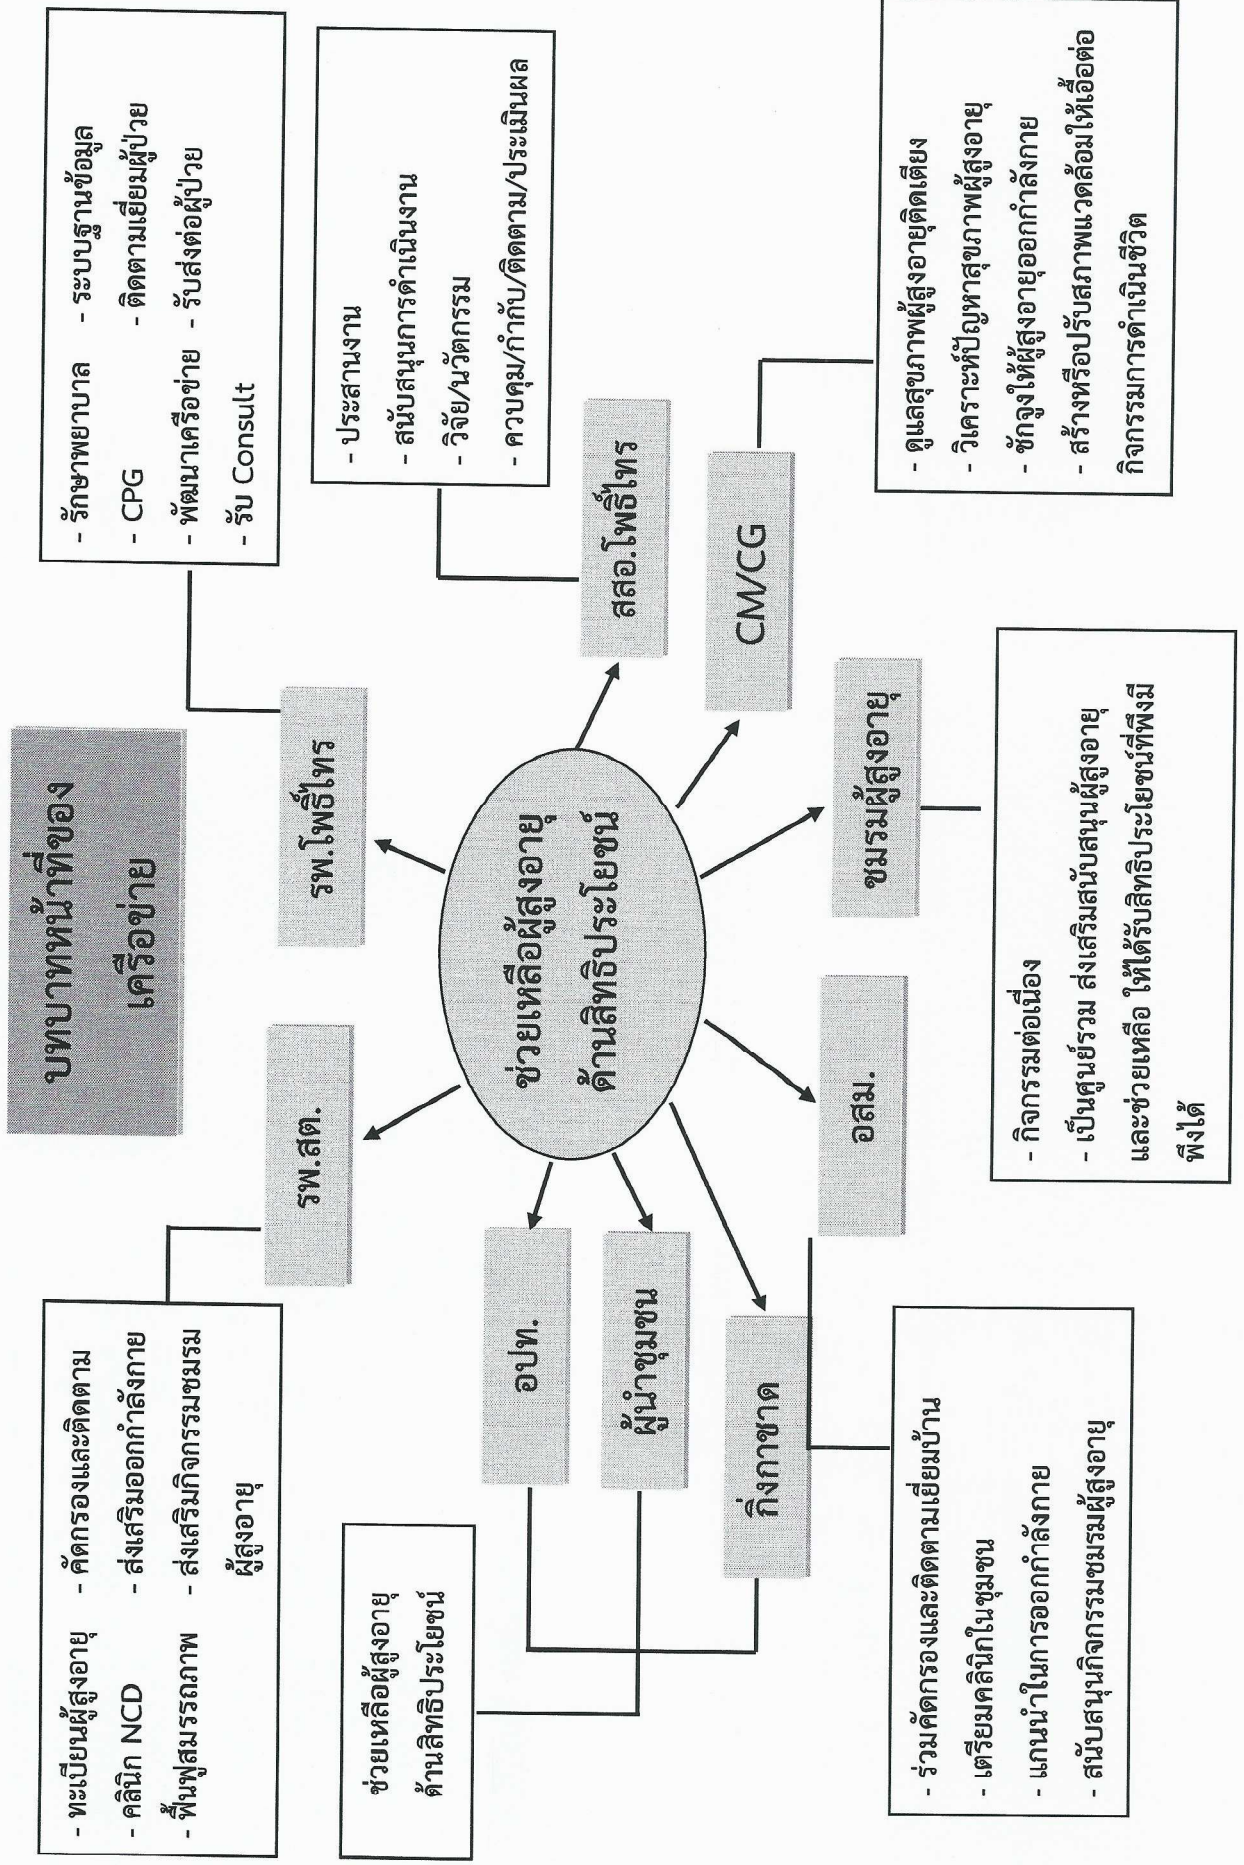 บทบาทหน้าที่ของ
เครือข่าย
- ทะเบียนผู้สูงอายุ - คัดกรองและติดตาม
- คลินิก NCD - ส่งเสริมออกกำลังกาย
- ฟื้นฟูสมรรถภาพ - ส่งเสริมกิจกรรมชมรม
ผู้สูงอายุ
- รักษาพยาบาล - ระบบฐานข้อมูล
- CPG - ติดตามเยี่ยมผู้ป่วย
- พัฒนาเครือข่าย - รับส่งต่อผู้ป่วย
- รับ Consult
รพ.สต.
รพ.โพธิ์ไทร
- ประสานงาน
- สนับสนุนการดำเนินงาน
- วิจัย/นวัตกรรม
- ควบคุม/กำกับ/ติดตาม/ประเมินผล
ช่วยเหลือผู้สูงอายุ
ด้านสิทธิประโยชน์
อปท.
ช่วยเหลือผู้สูงอายุ
ด้านสิทธิประโยชน์
สสอ.โพธิ์ไทร
ผู้นำชุมชน
CM/CG
กิ่งกาชาด
อสม.
ชมรมผู้สูงอายุ
- ดูแลสุขภาพผู้สูงอายุติดเตียง
- วิเคราะห์ปัญหาสุขภาพผู้สูงอายุ
- ชักจูงให้ผู้สูงอายุออกกำลังกาย
- สร้างหรือปรับสภาพแวดล้อมให้เอื้อต่อ
กิจกรรมการดำเนินชีวิต
- ร่วมคัดกรองและติดตามเยี่ยมบ้าน
- เตรียมคลินิกในชุมชน
- แกนนำในการออกกำลังกาย
- สนับสนุนกิจกรรมชมรมผู้สูงอายุ
- กิจกรรมต่อเนื่อง
- เป็นศูนย์รวม ส่งเสริมสนับสนุนผู้สูงอายุ
และช่วยเหลือ ให้ได้รับสิทธิประโยชน์ที่พึงมี
พึงได้